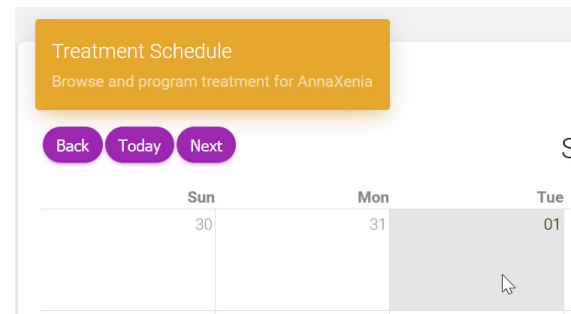 Treatment Schedule
Browse and program treatment for AnnaXenia
Back Today Next
S
Sun Mon Tue
30 31 01